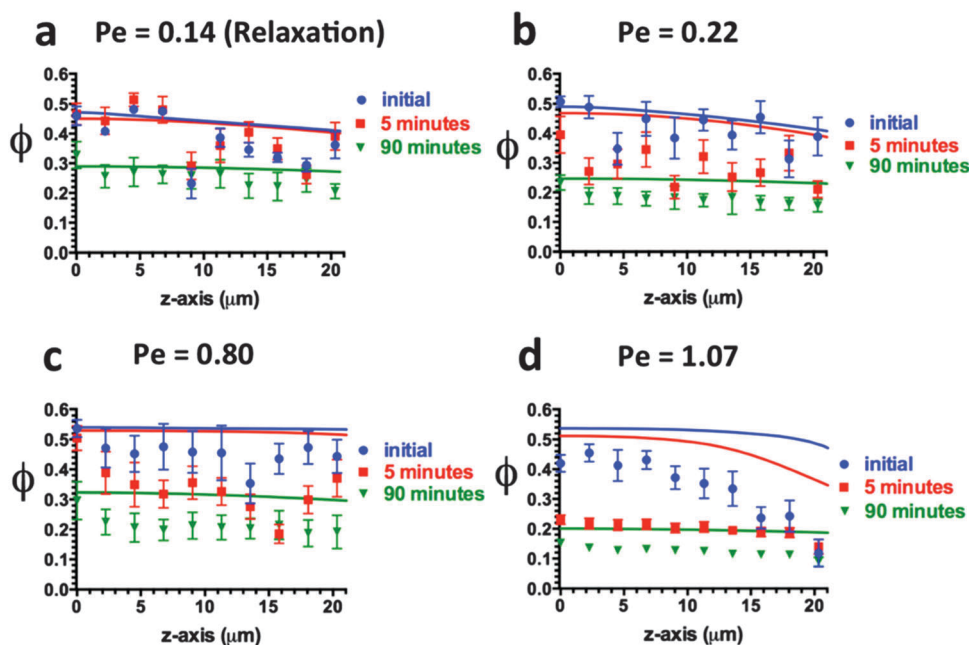 a Pe = 0.14 (Relaxation)
0.6
0.5
0.4
0.3
0.2
0.1
0.0
ϕ
0 5 10 15 20
z-axis (μm)
initial
5 minutes
90 minutes
b Pe = 0.22
0.6
0.5
0.4
0.3
0.2
0.1
0.0
ϕ
0 5 10 15 20
z-axis (μm)
initial
5 minutes
90 minutes
c Pe = 0.80
0.6
0.5
0.4
0.3
0.2
0.1
0.0
ϕ
0 5 10 15 20
z-axis (μm)
initial
5 minutes
90 minutes
d Pe = 1.07
0.6
0.5
0.4
0.3
0.2
0.1
0.0
ϕ
0 5 10 15 20
z-axis (μm)
initial
5 minutes
90 minutes